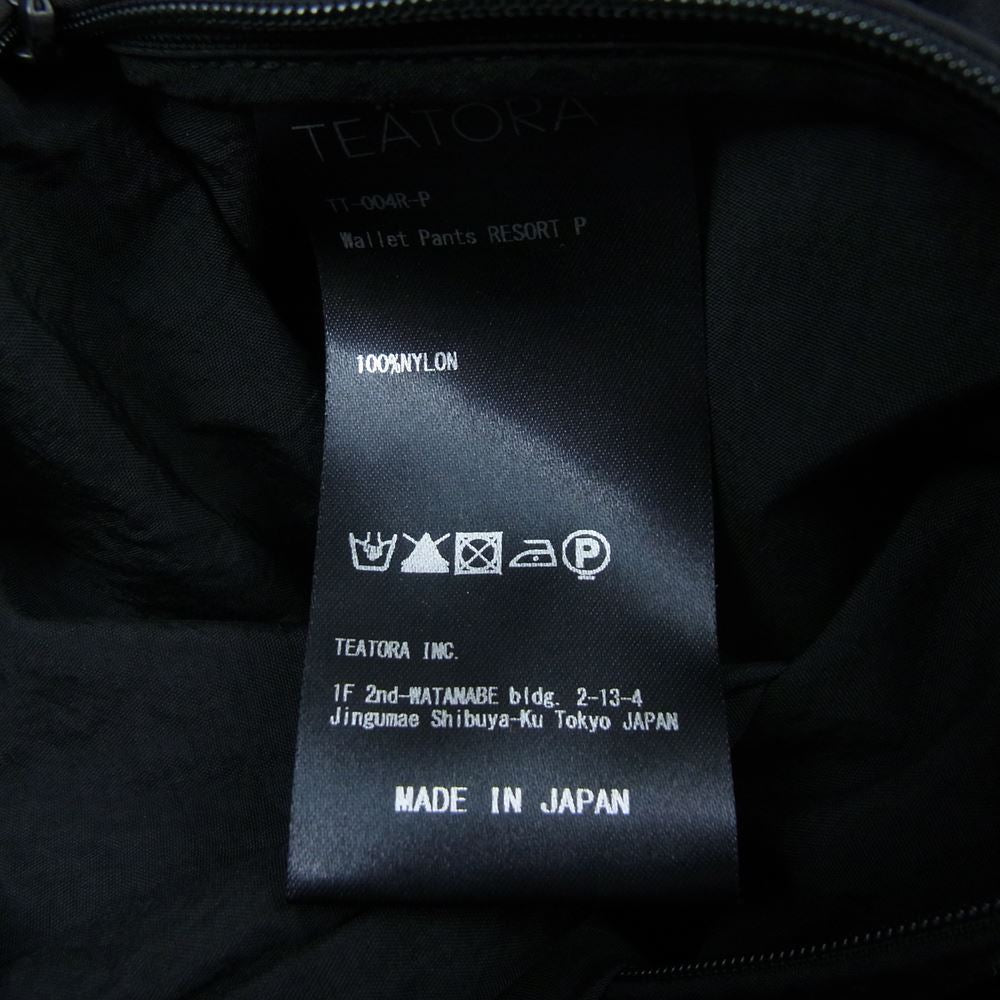 TEÄTORA
TT-004R-P
Wallet Pants RESORT P
100%NYLON
P
TEATORA INC.
1F 2nd-WATANABE bldg. 2-13-4
Jingumae Shibuya-Ku Tokyo JAPAN
MADE IN JAPAN